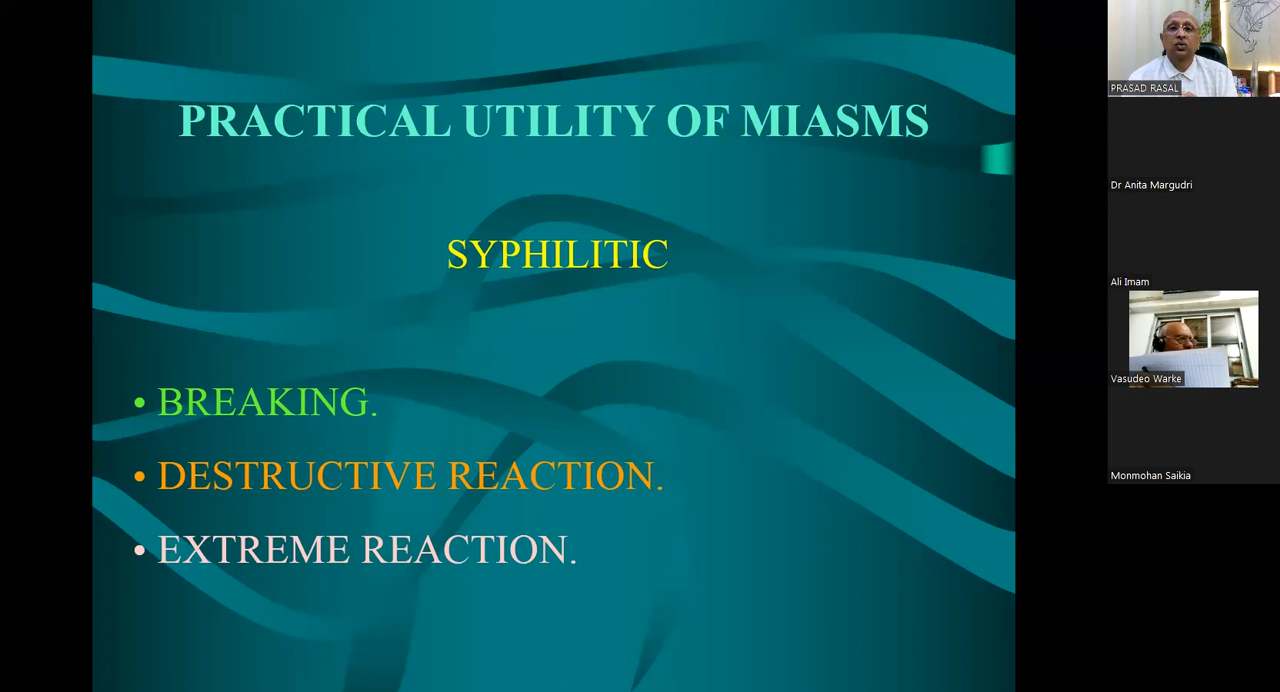 PRACTICAL UTILITY OF MIASMS
SYPHILITIC
• BREAKING.
• DESTRUCTIVE REACTION.
• EXTREME REACTION.
PRASAD RASAL
Dr Anita Margudri
Ali Imam
Vasudeo Warke
Monmohan Saikia